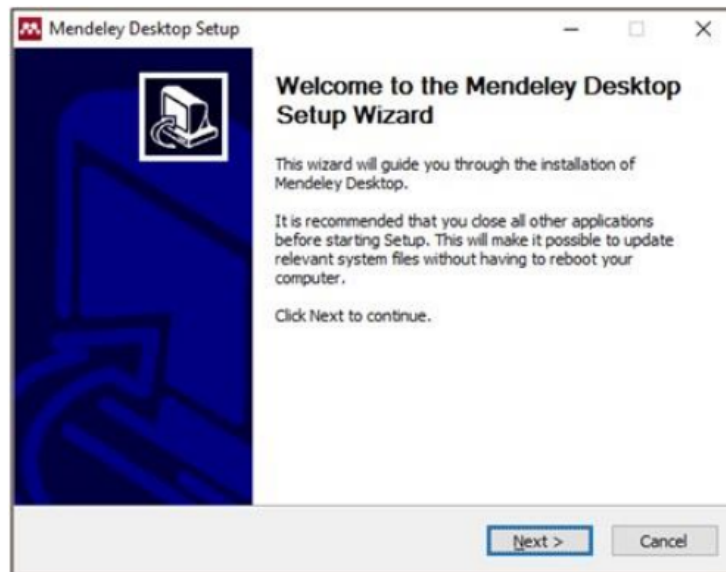 Mendeley Desktop Setup
Welcome to the Mendeley Desktop
Setup Wizard
This wizard will guide you through the installation of
Mendeley Desktop.
It is recommended that you close all other applications
before starting Setup. This will make it possible to update
relevant system files without having to reboot your
computer.
Click Next to continue.
Next >
Cancel